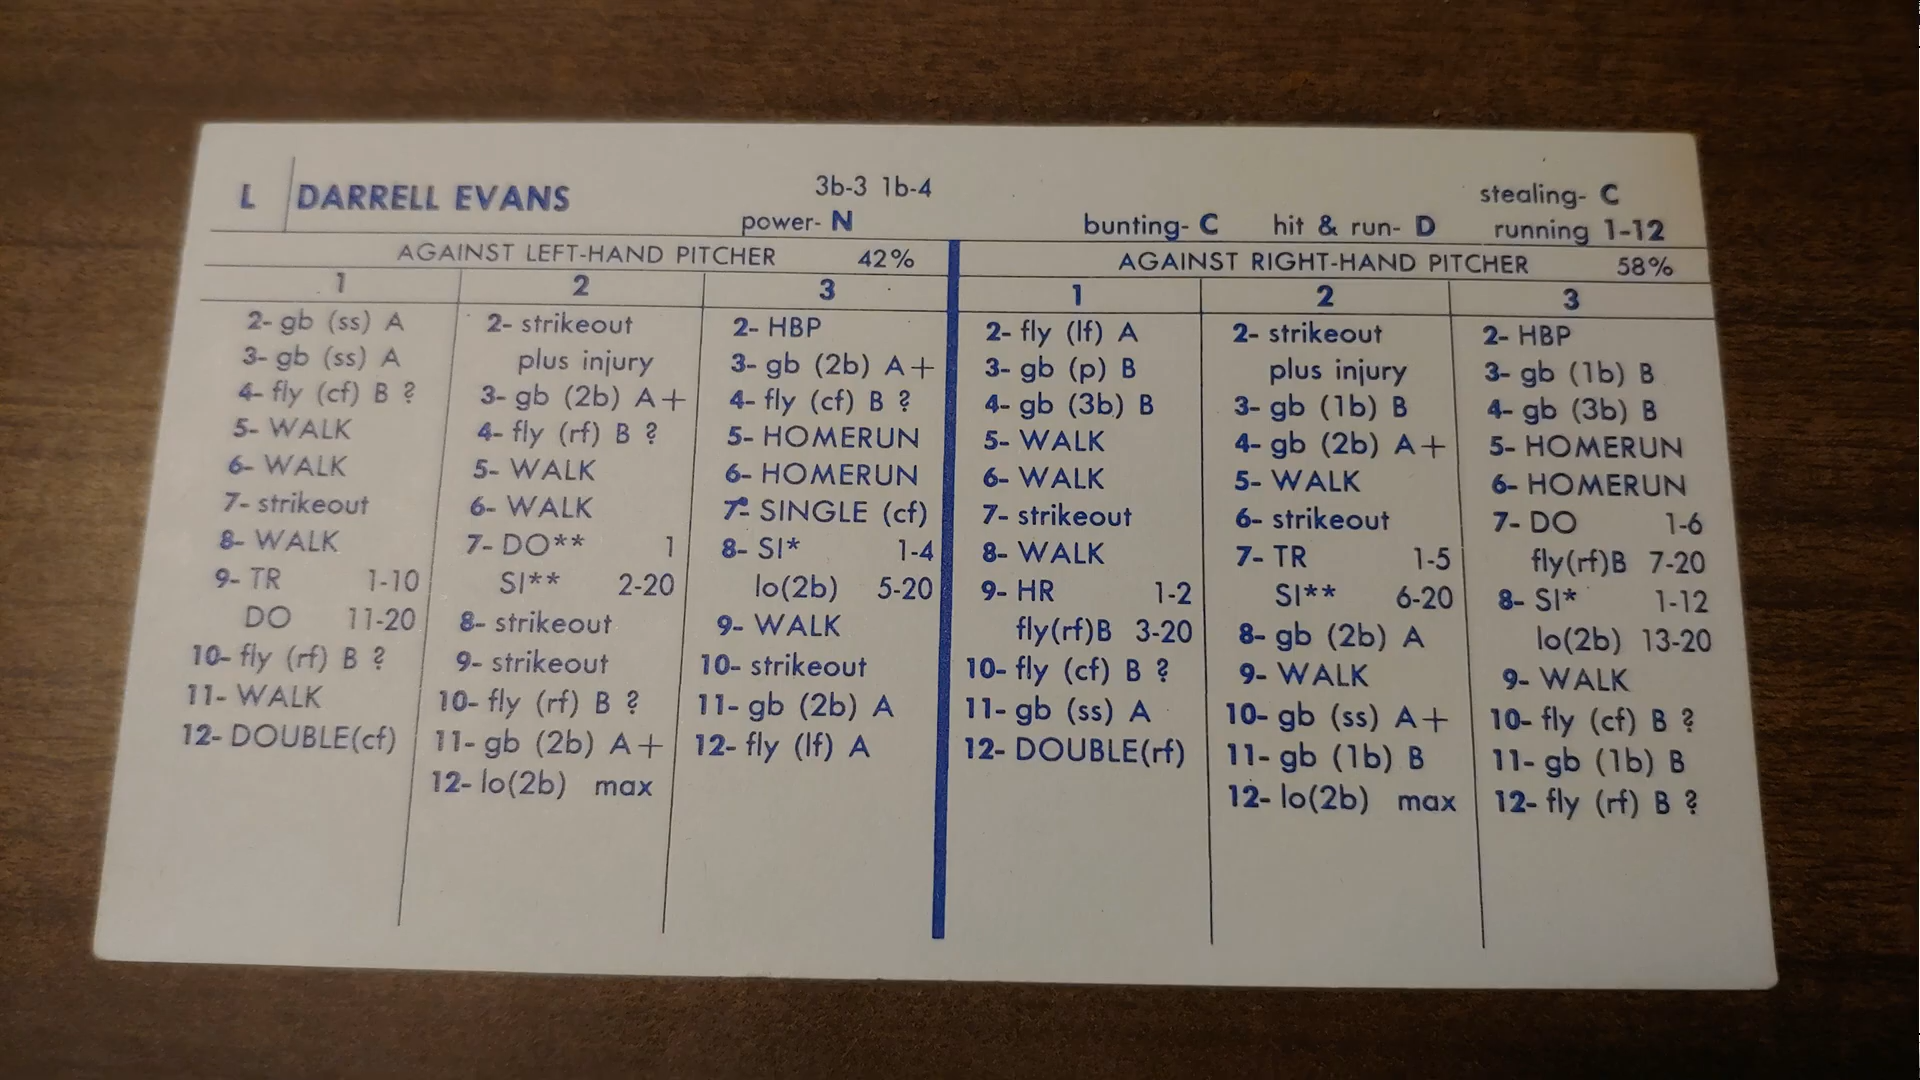 L DARRELL EVANS 3b-3 1b-4 stealing- C
power- N bunting- C hit & run- D running 1-12
AGAINST LEFT-HAND PITCHER 42%
1
2- gb (ss) A
3- gb (ss) A
4- fly (cf) B ?
5- WALK
6- WALK
7- strikeout
8- WALK
9- TR 1-10
DO 11-20
10- fly (rf) B ?
11- WALK
12- DOUBLE(cf)
2
2- strikeout
plus injury
3- gb (2b) A+
4- fly (rf) B ?
5- WALK
6- WALK
7- DO** 1
SI** 2-20
8- strikeout
9- strikeout
10- fly (rf) B ?
11- gb (2b) A+
12- lo(2b) max
3
2- HBP
3- gb (2b) A+
4- fly (cf) B ?
5- HOMERUN
6- HOMERUN
7- SINGLE (cf)
8- SI* 1-4
lo(2b) 5-20
9- WALK
10- strikeout
11- gb (2b) A
12- fly (lf) A
AGAINST RIGHT-HAND PITCHER 58%
1
2- fly (lf) A
3- gb (p) B
4- gb (3b) B
5- WALK
6- WALK
7- strikeout
8- WALK
9- HR 1-2
fly(rf)B 3-20
10- fly (cf) B ?
11- gb (ss) A
12- DOUBLE(rf)
2
2- strikeout
plus injury
3- gb (1b) B
4- gb (2b) A+
5- WALK
6- strikeout
7- TR 1-5
SI** 6-20
8- gb (2b) A
9- WALK
10- gb (ss) A+
11- gb (1b) B
12- lo(2b) max
3
2- HBP
3- gb (1b) B
4- gb (3b) B
5- HOMERUN
6- HOMERUN
7- DO 1-6
fly(rf)B 7-20
8- SI* 1-12
lo(2b) 13-20
9- WALK
10- fly (cf) B ?
11- gb (1b) B
12- fly (rf) B ?